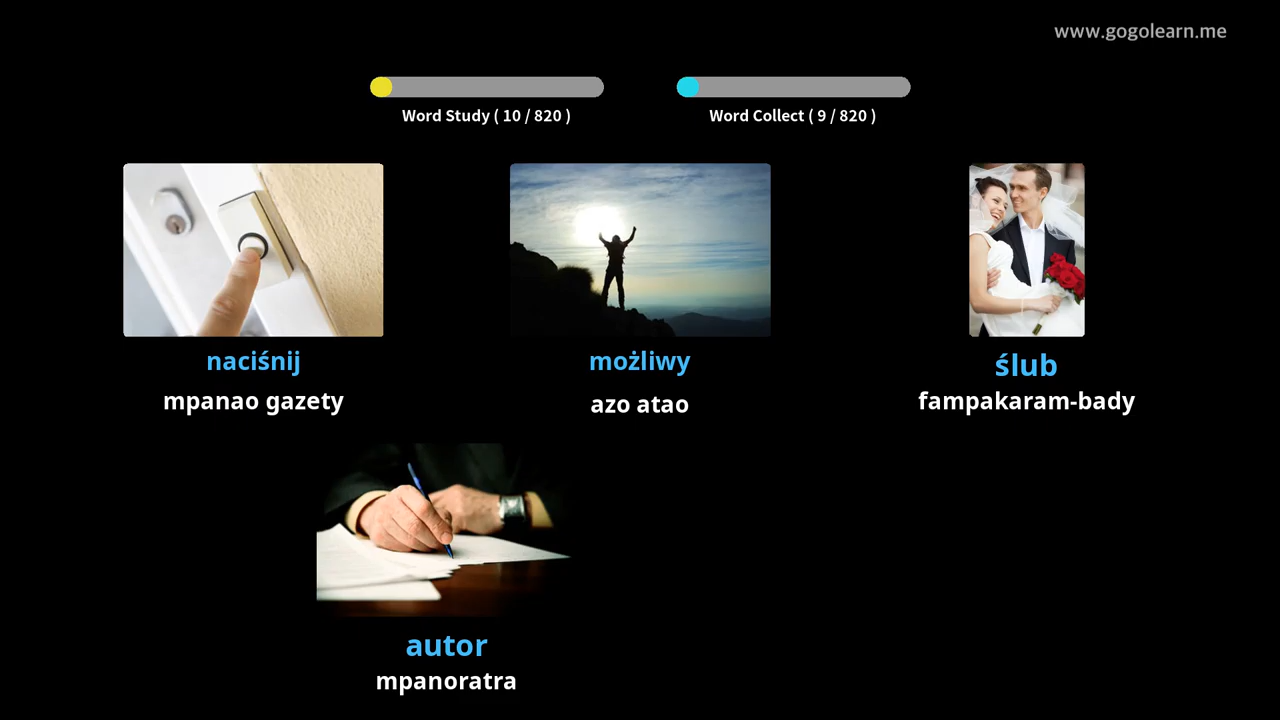 www.gogolearn.me
Word Study ( 10 / 820 )
Word Collect ( 9 / 820 )
naciśnij
mpanao gazety
możliwy
azo atao
ślub
fampakaram-bady
autor
mpanoratra